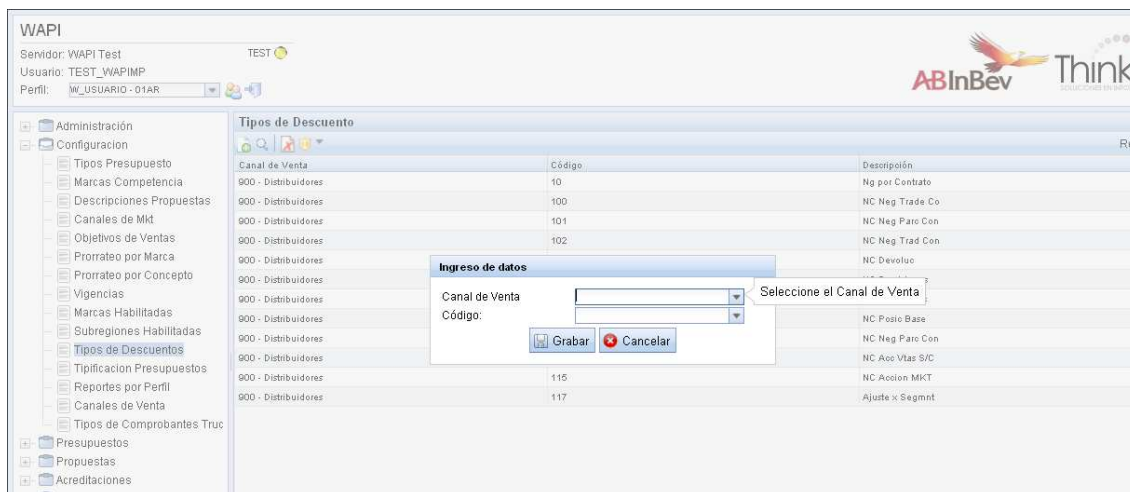 WAPI
Servidor: WAPI Test TEST
Usuario: TEST_WAPIMP
Perfil: W_USUARIO - 01AR
ABInBev
Think
Administración
Configuracion
Tipos Presupuesto
Marcas Competencia
Descripciones Propuestas
Canales de Mkt
Objetivos de Ventas
Prorrateo por Marca
Prorrateo por Concepto
Vigencias
Marcas Habilitadas
Subregiones Habilitadas
Tipos de Descuentos
Tipificacion Presupuestos
Reportes por Perfil
Canales de Venta
Tipos de Comprobantes Truc
Presupuestos
Propuestas
Acreditaciones
Tipos de Descuento
Re
Canal de Venta Código Descripción
900 - Distribuidores 10 Ng por Contrato
900 - Distribuidores 100 NC Neg Trade Co
900 - Distribuidores 101 NC Neg Parc Con
900 - Distribuidores 102 NC Neg Trad Con
900 - Distribuidores NC Devoluc
900 - Distribuidores
900 - Distribuidores
900 - Distribuidores NC Posic Base
900 - Distribuidores NC Neg Parc Con
900 - Distribuidores NC Acc Vtas S/C
900 - Distribuidores 115 NC Accion MKT
900 - Distribuidores 117 Ajuste x Segmnt
Ingreso de datos
Canal de Venta
Seleccione el Canal de Venta
Código:
Grabar Cancelar